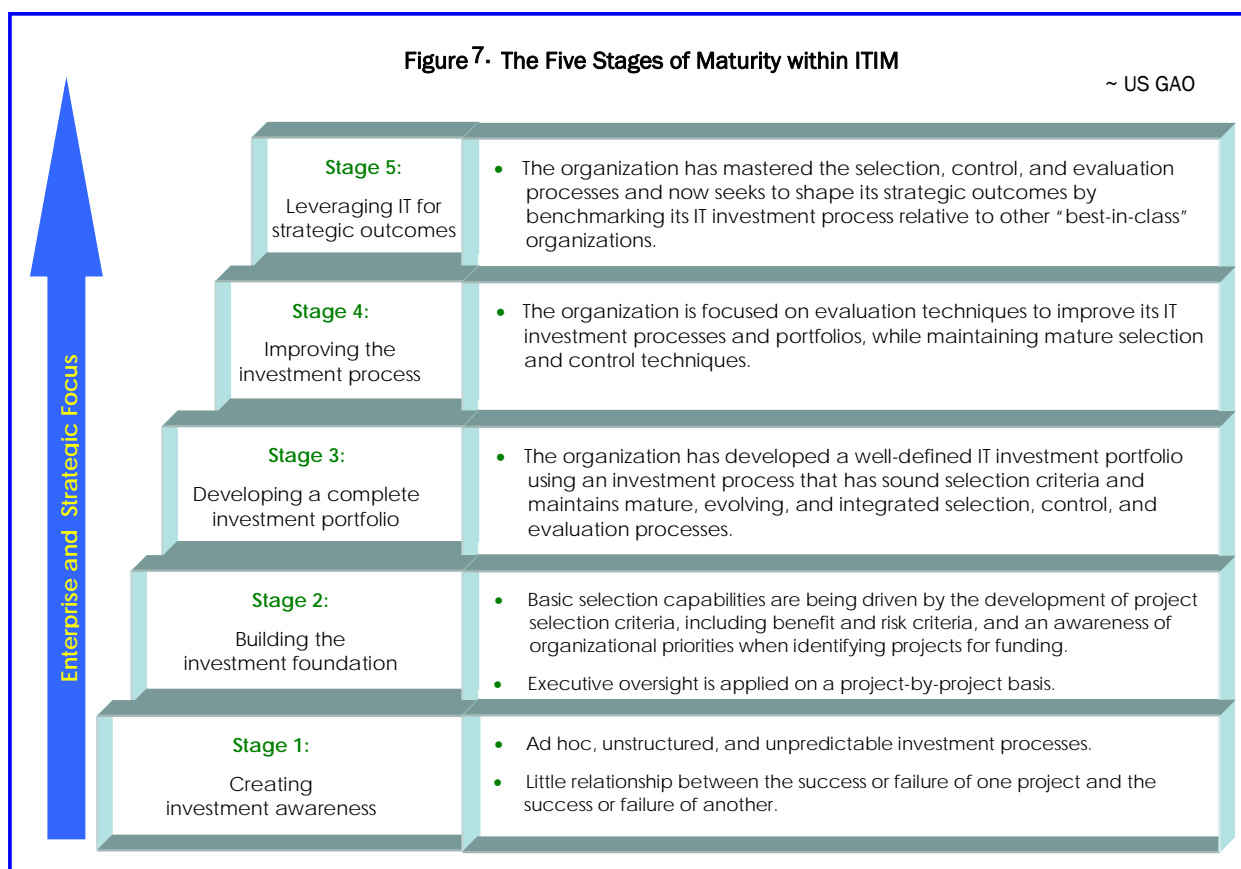 Figure 7. The Five Stages of Maturity within ITIM
~ US GAO
Enterprise and Strategic Focus
Stage 5:
Leveraging IT for
strategic outcomes
• The organization has mastered the selection, control, and evaluation
processes and now seeks to shape its strategic outcomes by
benchmarking its IT investment process relative to other “best-in-class”
organizations.
Stage 4:
Improving the
investment process
• The organization is focused on evaluation techniques to improve its IT
investment processes and portfolios, while maintaining mature selection
and control techniques.
Stage 3:
Developing a complete
investment portfolio
• The organization has developed a well-defined IT investment portfolio
using an investment process that has sound selection criteria and
maintains mature, evolving, and integrated selection, control, and
evaluation processes.
Stage 2:
Building the
investment foundation
• Basic selection capabilities are being driven by the development of project
selection criteria, including benefit and risk criteria, and an awareness of
organizational priorities when identifying projects for funding.
• Executive oversight is applied on a project-by-project basis.
Stage 1:
Creating
investment awareness
• Ad hoc, unstructured, and unpredictable investment processes.
• Little relationship between the success or failure of one project and the
success or failure of another.